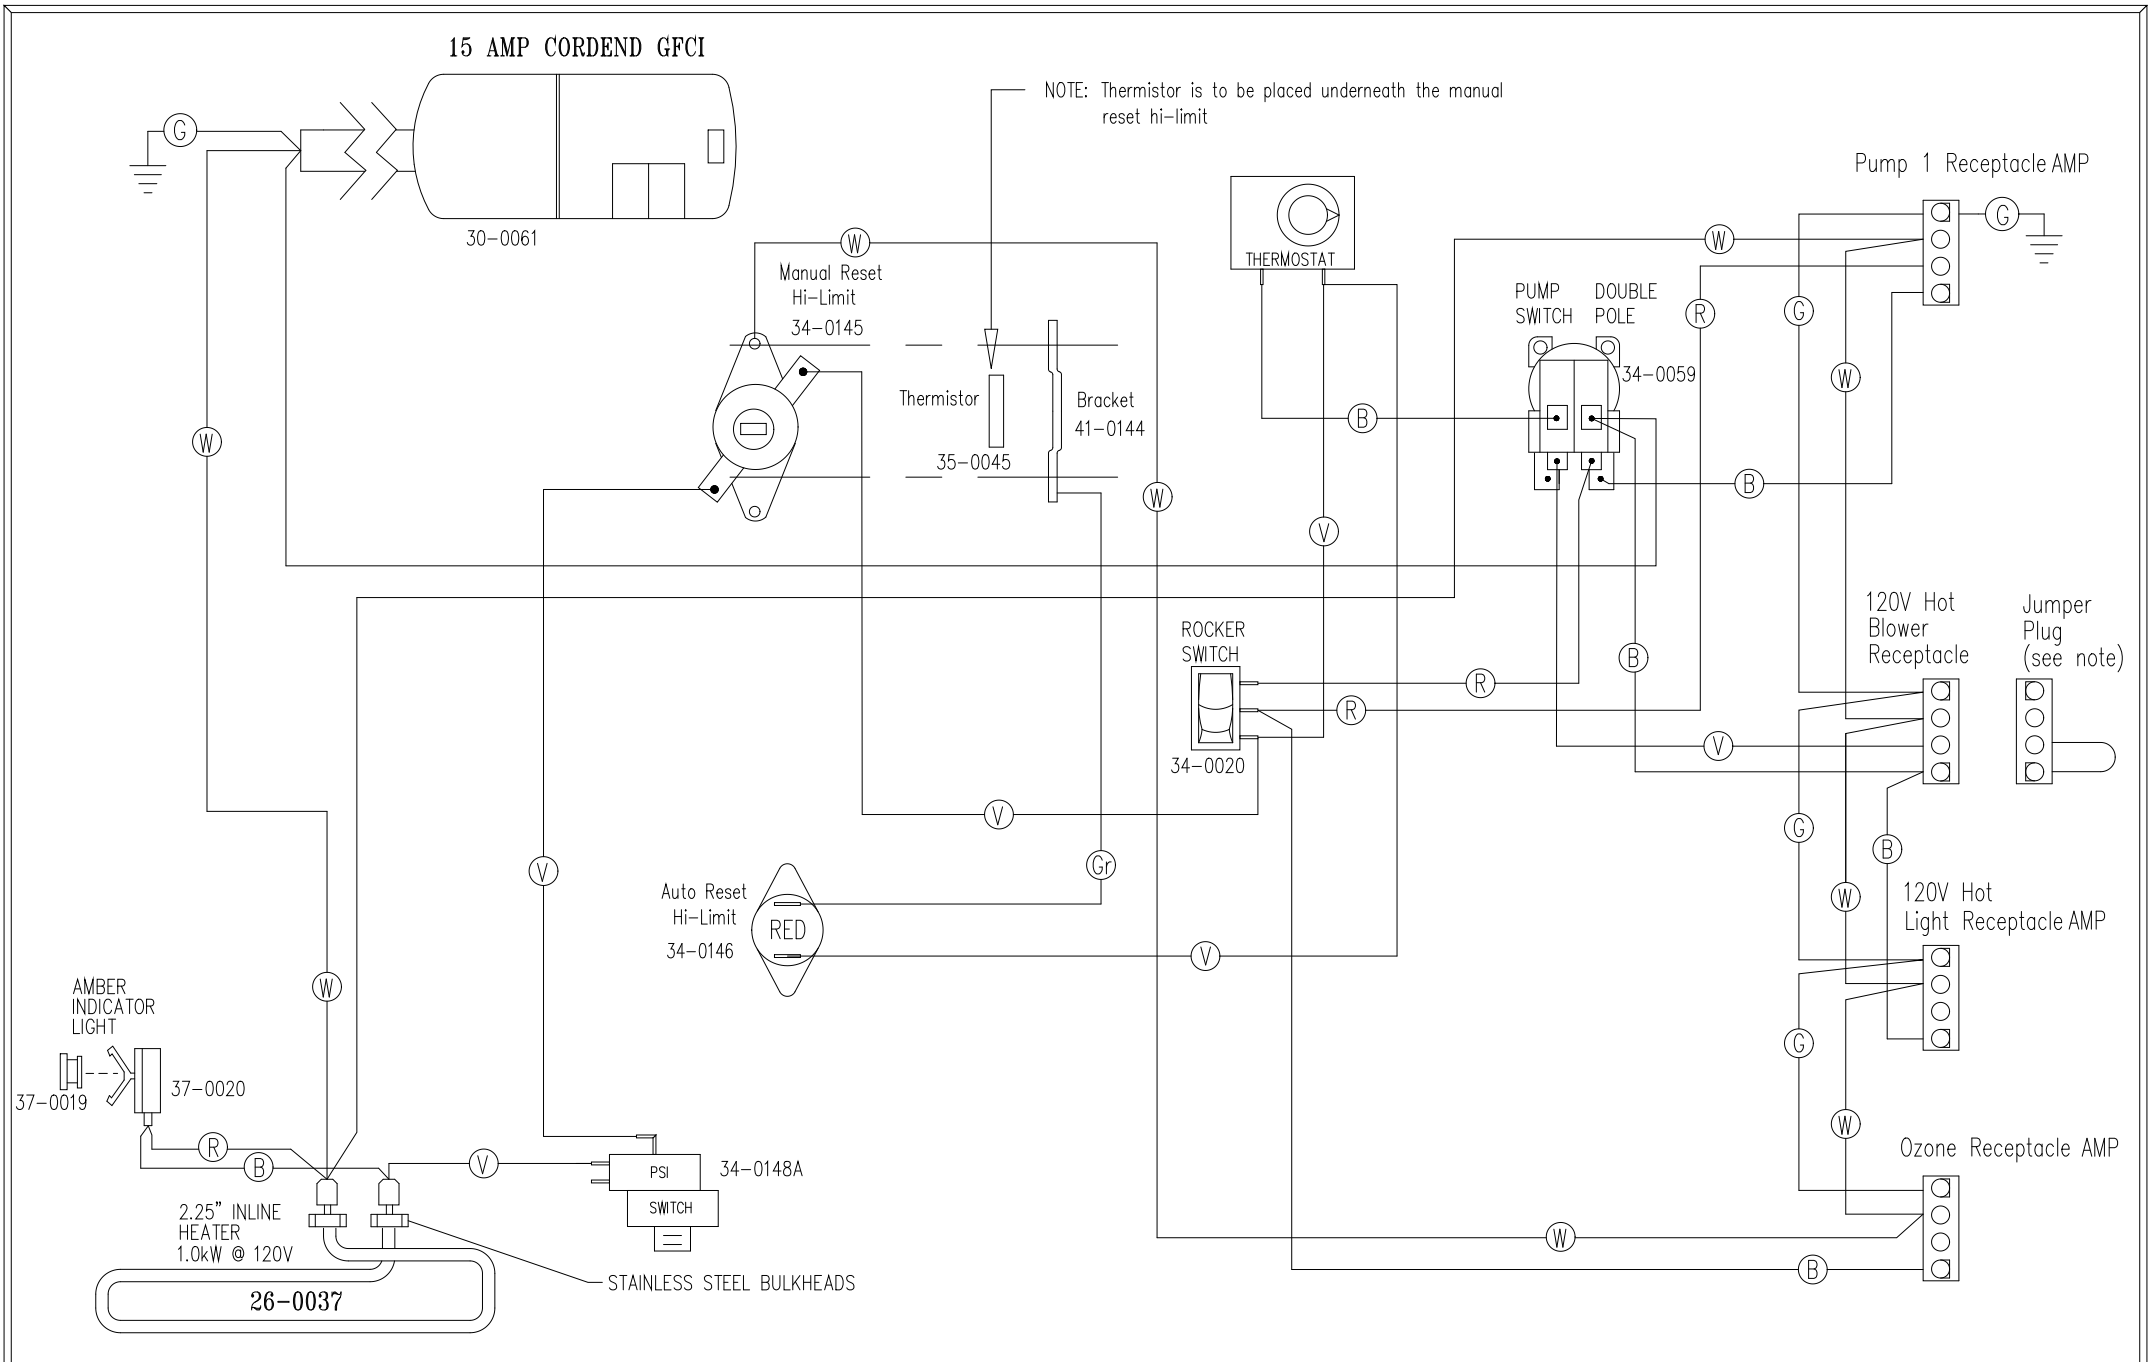 15 AMP CORDEND GFCI
NOTE: Thermistor is to be placed underneath the manual
reset hi-limit
G
30-0061
Pump 1 Receptacle AMP
G
W
W
Manual Reset
Hi-Limit
34-0145
THERMOSTAT
PUMP
SWITCH
DOUBLE
POLE
34-0059
R
G
W
Thermistor
35-0045
Bracket
41-0144
B
W
W
B
V
120V Hot
Blower
Receptacle
Jumper
Plug
(see note)
ROCKER
SWITCH
34-0020
R
R
B
V
V
G
B
V
Gr
Auto Reset
Hi-Limit
34-0146
RED
V
W
120V Hot
Light Receptacle AMP
AMBER
INDICATOR
LIGHT
W
37-0019
37-0020
G
W
R
B
V
PSI
SWITCH
34-0148A
Ozone Receptacle AMP
2.25" INLINE
HEATER
1.0kW @ 120V
26-0037
STAINLESS STEEL BULKHEADS
W
B